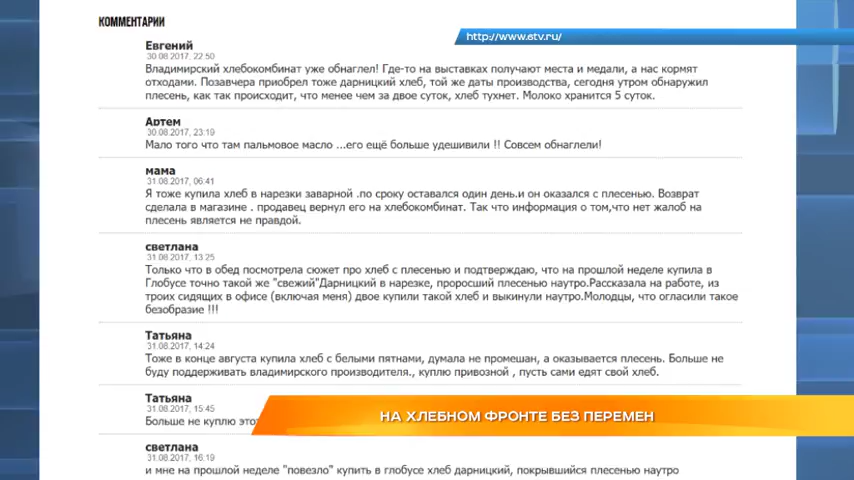 КОММЕНТАРИИ
http://www.etv.ru/
Евгений
30.08.2017, 22:50
Владимирский хлебокомбинат уже обнаглел! Где-то на выставках получают места и медали, а нас кормят
отходами. Позавчера приобрел тоже дарницкий хлеб, той же даты производства, сегодня утром обнаружил
плесень, как так происходит, что менее чем за двое суток, хлеб тухнет. Молоко хранится 5 суток.
Артем
30.08.2017, 23:19
Мало того что там пальмовое масло ...его ещё больше удешивили !! Совсем обнаглели!
мама
31.08.2017, 06:41
Я тоже купила хлеб в нарезки заварной .по сроку оставался один день.и он оказался с плесенью. Возврат
сделала в магазине . продавец вернул его на хлебокомбинат. Так что информация о том,что нет жалоб на
плесень является не правдой.
светлана
31.08.2017, 13:25
Только что в обед посмотрела сюжет про хлеб с плесенью и подтверждаю, что на прошлой неделе купила в
Глобусе точно такой же "свежий"Дарницкий в нарезке, проросший плесенью наутро.Рассказала на работе, из
троих сидящих в офисе (включая меня) двое купили такой хлеб и выкинули наутро.Молодцы, что огласили такое
безобразие !!!
Татьяна
31.08.2017, 14:24
Тоже в конце августа купила хлеб с белыми пятнами, думала не промешан, а оказывается плесень. Больше не
буду поддерживать владимирского производителя., куплю привозной , пусть сами едят свой хлеб.
Татьяна
31.08.2017, 15:45
Больше не куплю
НА ХЛЕБНОМ ФРОНТЕ БЕЗ ПЕРЕМЕН
светлана
31.08.2017, 16:19
и мне на прошлой неделе "повезло" купить в глобусе хлеб дарницкий, покрывшийся плесенью наутро